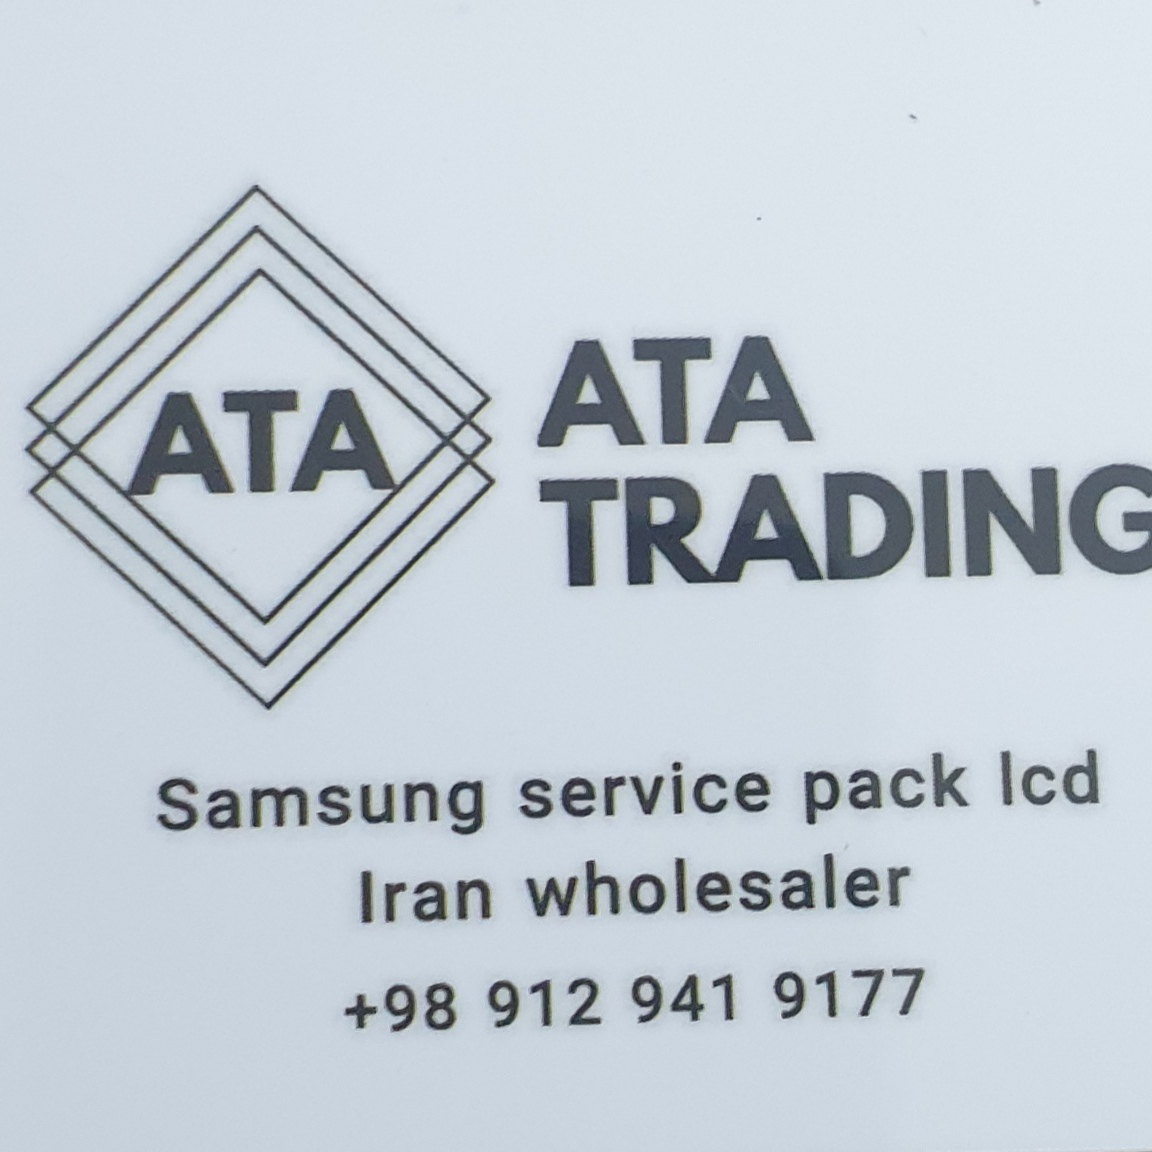 ATA
ATA
TRADING
Samsung service pack lcd
Iran wholesaler
+98 912 941 9177